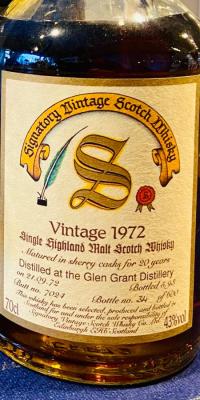 Signatory Vintage Scotch Whisky
S
Vintage 1972
Single Highland Malt Scotch Whisky
Matured in sherry casks for 20 years
Distilled at the Glen Grant Distillery
on 21.09.72
Bottled 5.93
Butt no. 7024
Bottle no. 314 of 600
70cl
This whisky has been selected, produced and bottled in
Scotland for and under the sole responsibility of
Signatory Vintage Scotch Whisky Co. Ltd
43%vol
Edinburgh EH6 Scotland